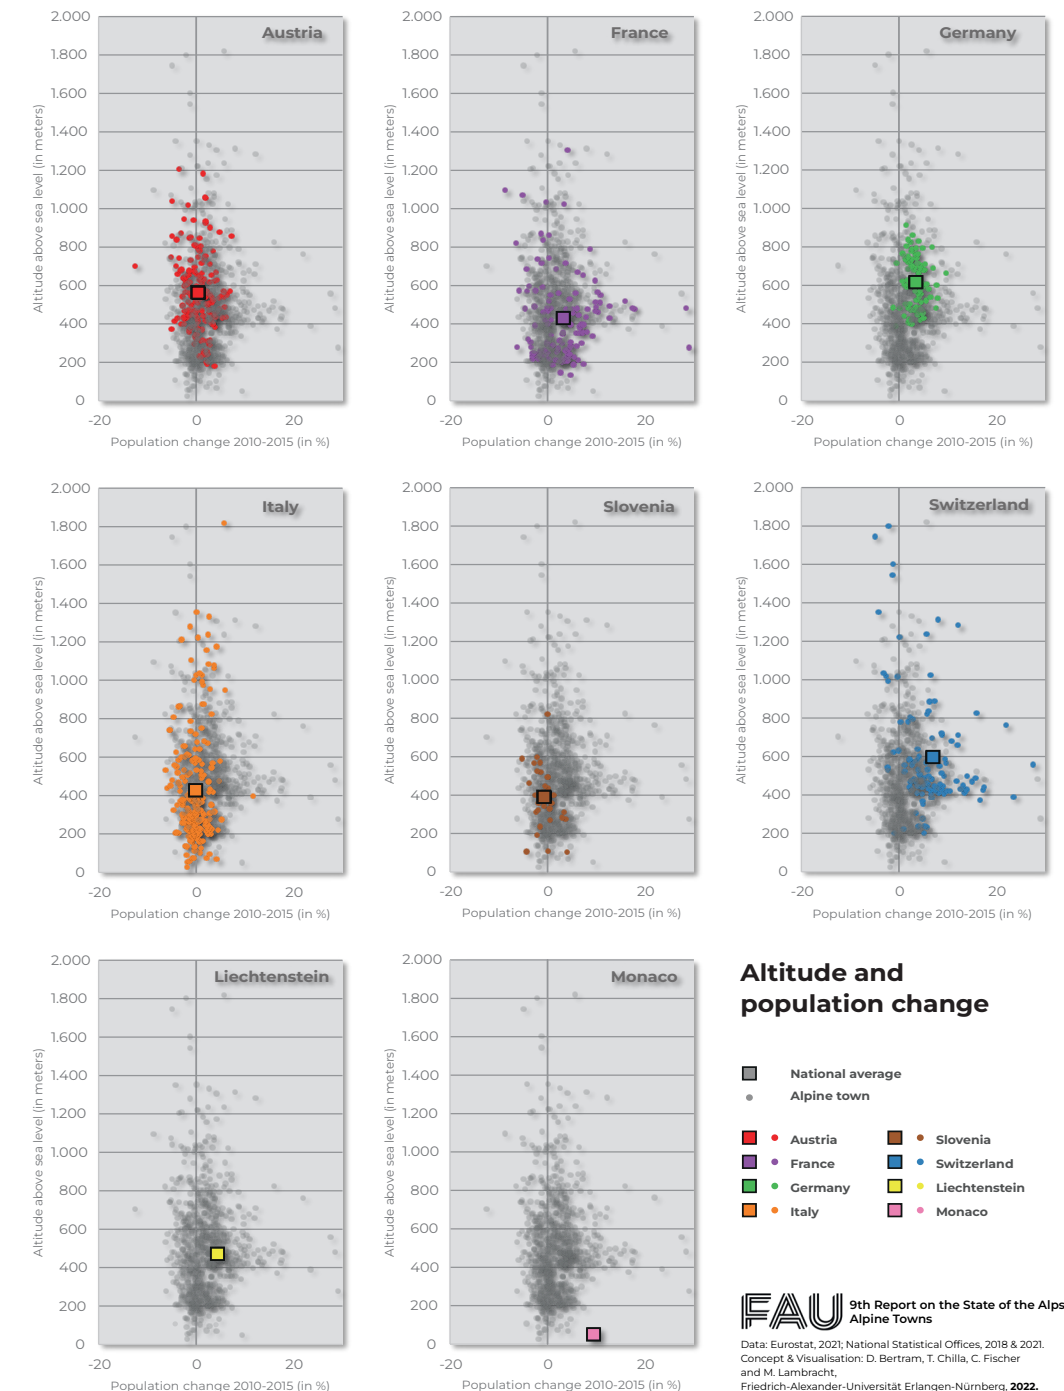 Austria
2.000
1.800
1.600
1.400
1.200
1.000
800
600
400
200
0
-20
0
20
Altitude above sea level (in meters)
Population change 2010-2015 (in %)
France
2.000
1.800
1.600
1.400
1.200
1.000
800
600
400
200
0
-20
0
20
Altitude above sea level (in meters)
Population change 2010-2015 (in %)
Germany
2.000
1.800
1.600
1.400
1.200
1.000
800
600
400
200
0
-20
0
20
Altitude above sea level (in meters)
Population change 2010-2015 (in %)
Italy
2.000
1.800
1.600
1.400
1.200
1.000
800
600
400
200
0
-20
0
20
Altitude above sea level (in meters)
Population change 2010-2015 (in %)
Slovenia
2.000
1.800
1.600
1.400
1.200
1.000
800
600
400
200
0
-20
0
20
Altitude above sea level (in meters)
Population change 2010-2015 (in %)
Switzerland
2.000
1.800
1.600
1.400
1.200
1.000
800
600
400
200
0
-20
0
20
Altitude above sea level (in meters)
Population change 2010-2015 (in %)
Liechtenstein
2.000
1.800
1.600
1.400
1.200
1.000
800
600
400
200
0
-20
0
20
Altitude above sea level (in meters)
Population change 2010-2015 (in %)
Monaco
2.000
1.800
1.600
1.400
1.200
1.000
800
600
400
200
0
-20
0
20
Altitude above sea level (in meters)
Population change 2010-2015 (in %)
Altitude and
population change
National average
Alpine town
Austria
France
Germany
Italy
Slovenia
Switzerland
Liechtenstein
Monaco
FAU
9th Report on the State of the Alps
Alpine Towns
Data: Eurostat, 2021; National Statistical Offices, 2018 & 2021.
Concept & Visualisation: D. Bertram, T. Chilla, C. Fischer
and M. Lambracht,
Friedrich-Alexander-Universität Erlangen-Nürnberg, 2022.